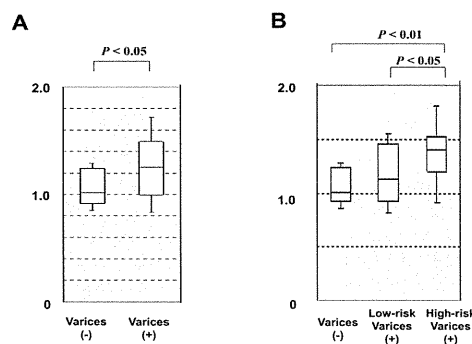 A
P < 0.05
2.0
1.0
0
Varices
(-)
Varices
(+)
B
P < 0.01
P < 0.05
2.0
1.0
0
Varices
(-)
Low-risk
Varices
(+)
High-risk
Varices
(+)